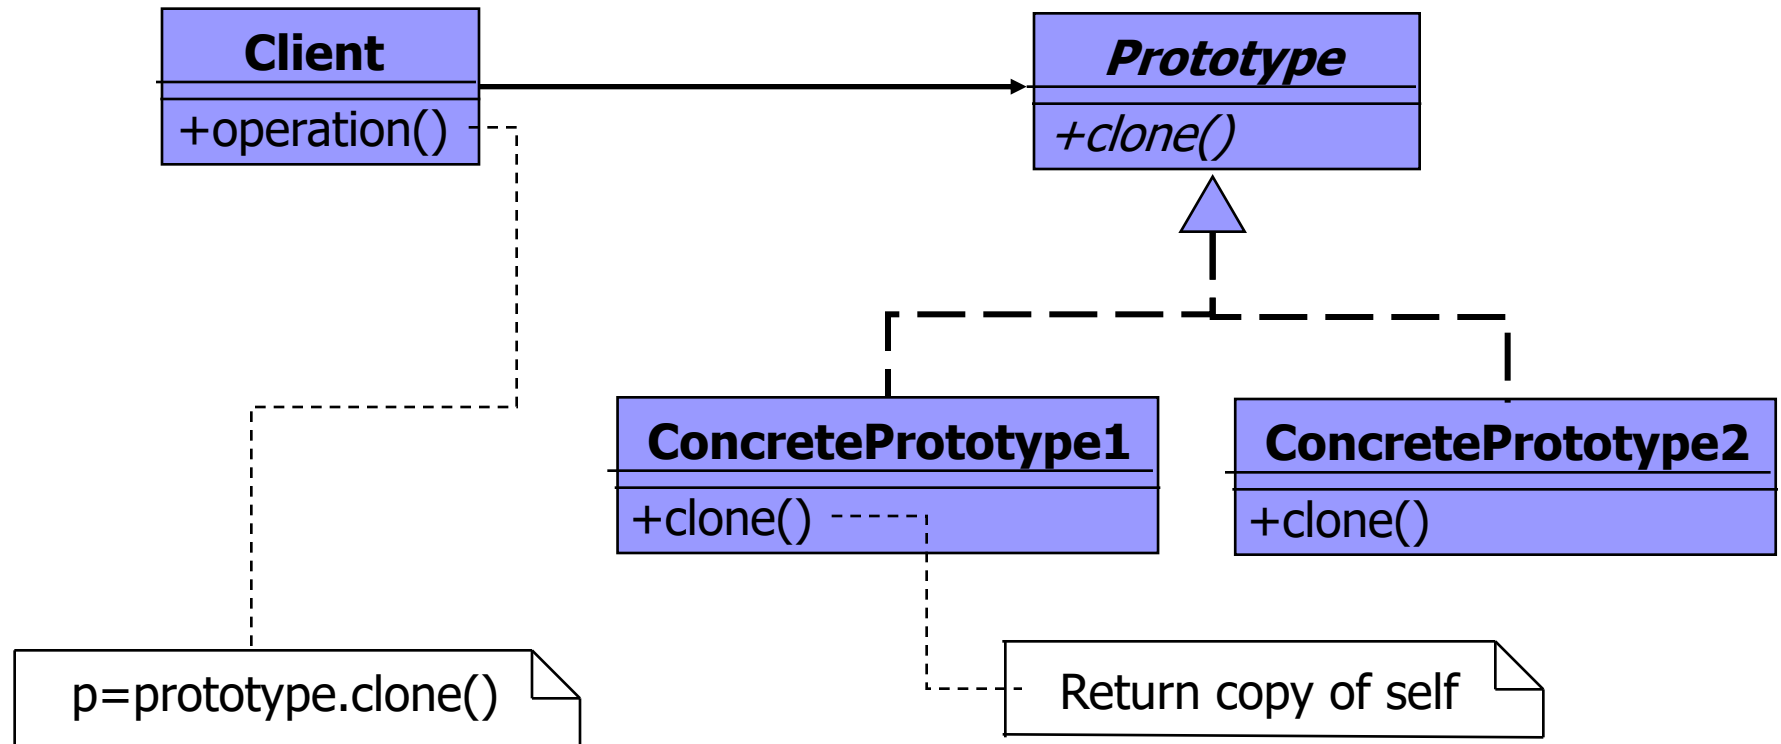 Client
+operation()
Prototype
+clone()
ConcretePrototype1
+clone()
ConcretePrototype2
+clone()
p=prototype.clone()
Return copy of self